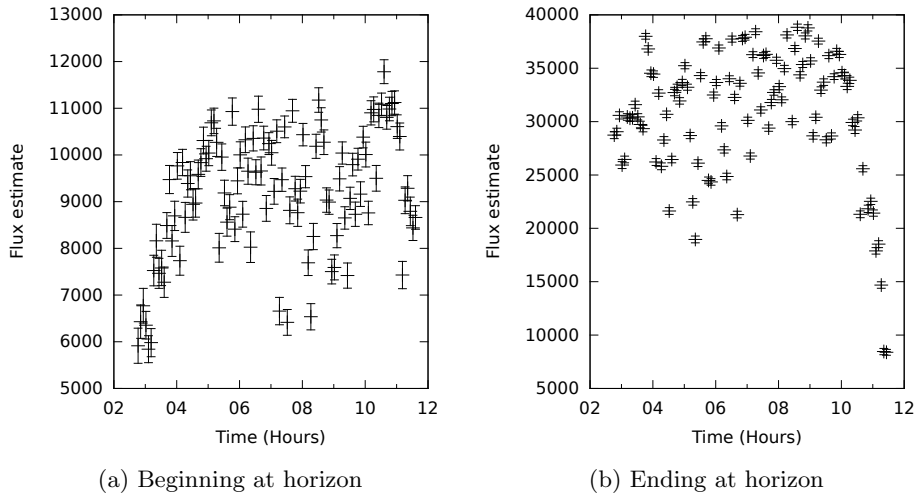 13000
12000
11000
10000
9000
8000
7000
6000
5000
Flux estimate
02 04 06 08 10 12
Time (Hours)
(a) Beginning at horizon
40000
35000
30000
25000
20000
15000
10000
5000
Flux estimate
02 04 06 08 10 12
Time (Hours)
(b) Ending at horizon